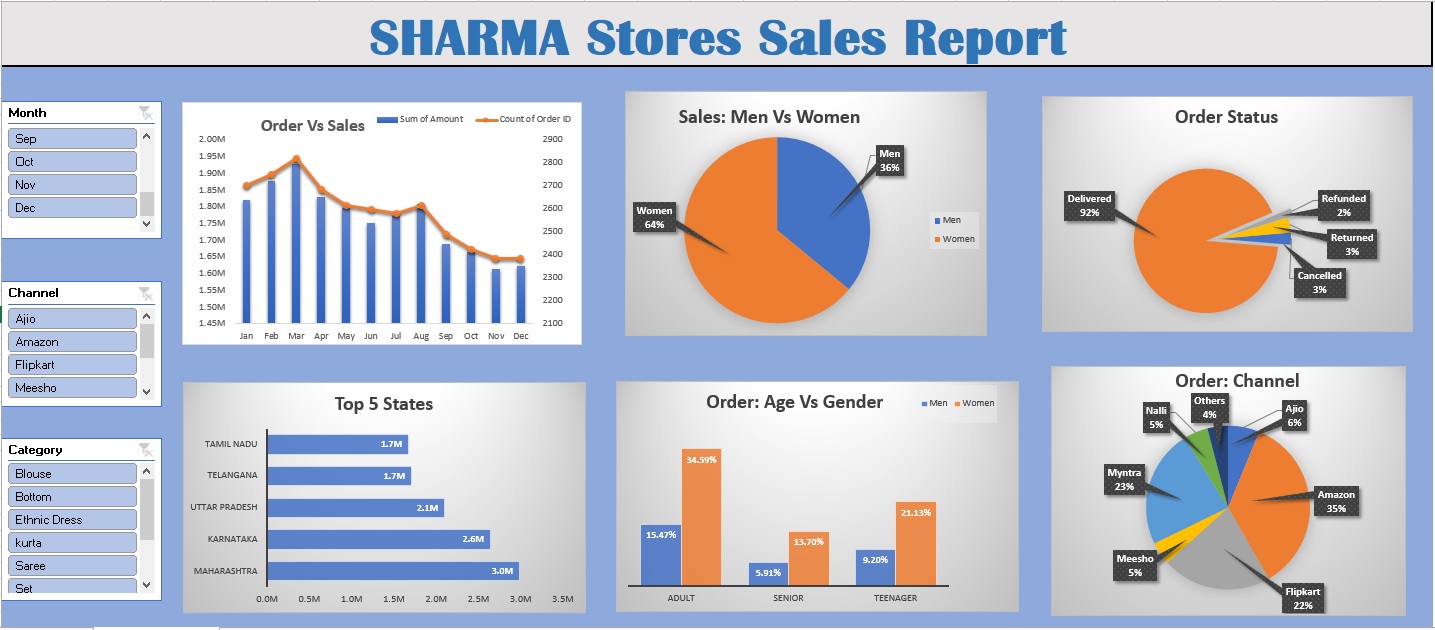 SHARMA Stores Sales Report
Month
Sep
Oct
Nov
Dec
Channel
Ajio
Amazon
Flipkart
Meesho
Category
Blouse
Bottom
Ethnic Dress
kurta
Saree
Set
Order Vs Sales
Sum of Amount
Count of Order ID
2.00M
1.95M
1.90M
1.85M
1.80M
1.75M
1.70M
1.65M
1.60M
1.55M
1.50M
1.45M
2900
2800
2700
2600
2500
2400
2300
2200
2100
Jan Feb Mar Apr May Jun Jul Aug Sep Oct Nov Dec
Sales: Men Vs Women
Men
36%
Women
64%
Men
Women
Order Status
Delivered
92%
Refunded
2%
Returned
3%
Cancelled
3%
Top 5 States
TAMIL NADU 1.7M
TELANGANA 1.7M
UTTAR PRADESH 2.1M
KARNATAKA 2.6M
MAHARASHTRA 3.0M
0.0M 0.5M 1.0M 1.5M 2.0M 2.5M 3.0M 3.5M
Order: Age Vs Gender
Men Women
34.59%
15.47%
13.70%
5.91%
21.13%
9.20%
ADULT SENIOR TEENAGER
Order: Channel
Others
4%
Nalli
5%
Ajio
6%
Myntra
23%
Amazon
35%
Meesho
5%
Flipkart
22%